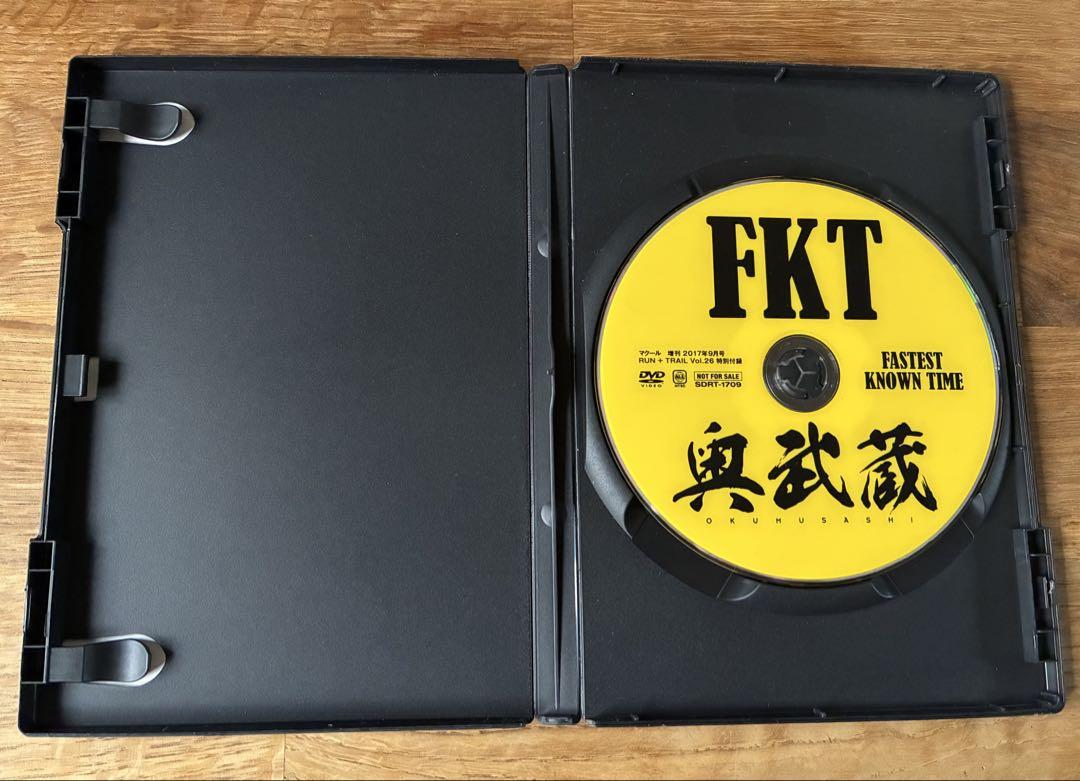 FKT
マクール 増刊 2017年9月号
RUN + TRAIL Vol.26 特別付録
DVD VIDEO
NTSC
NOT FOR SALE
SDRT-1709
FASTEST
KNOWN TIME
奥武蔵
OKUMUSASHI